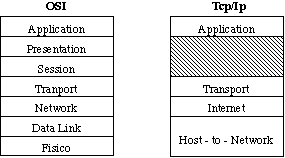 OSI
Application
Presentation
Session
Tranport
Network
Data Link
Fisico
Tcp/Ip
Application
Transport
Internet
Host - to - Network